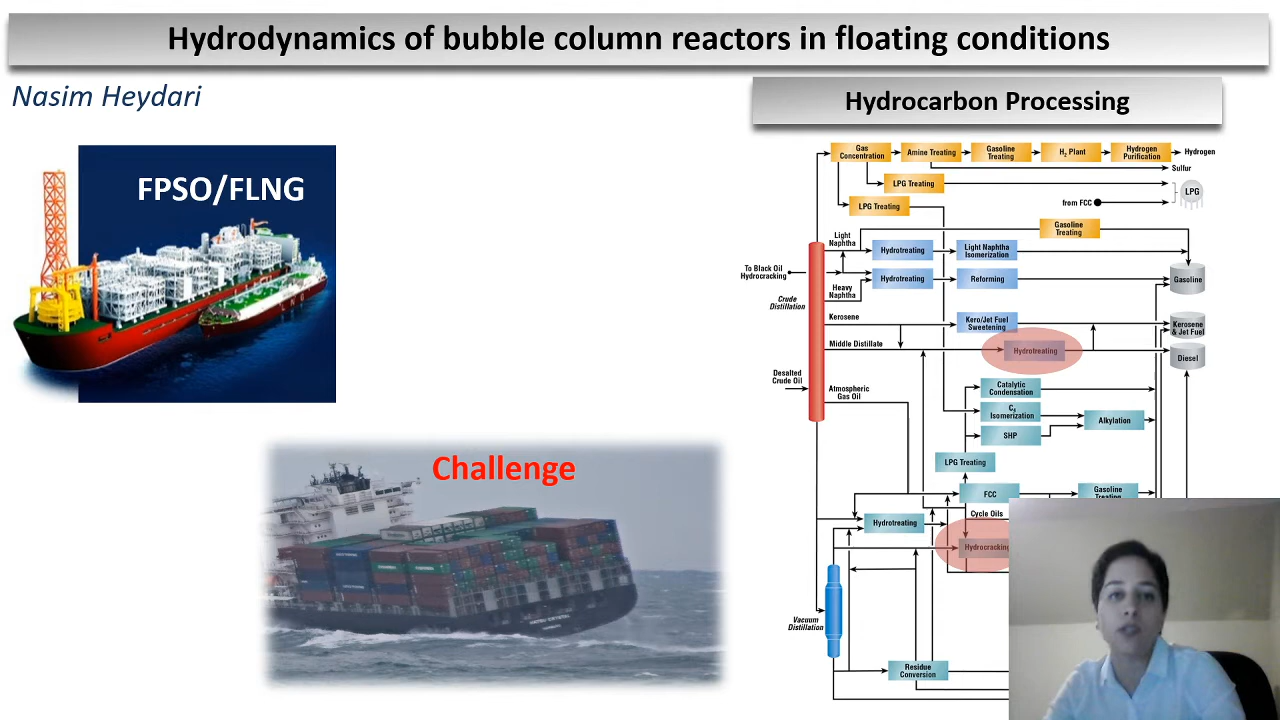 Hydrodynamics of bubble column reactors in floating conditions
Nasim Heydari
FPSO/FLNG
LNG
Challenge
Hydrocarbon Processing
Gas
Concentration
Amine Treating
Gasoline
Treating
H2 Plant
Hydrogen
Purification
Hydrogen
Sulfur
LPG Treating
LPG
LPG Treating
from FCC
Gasoline
Treating
Light
Naphtha
Hydrotreating
Light Naphtha
Isomerization
To Black Oil
Hydrocracking
Hydrotreating
Reforming
Gasoline
Heavy
Naphtha
Crude
Distillation
Kerosene
Kero/Jet Fuel
Sweetening
Kerosene
& Jet Fuel
Middle Distillate
Hydrotreating
Diesel
Desalted
Crude Oil
Atmospheric
Gas Oil
Catalytic
Condensation
C4
Isomerization
Alkylation
SHP
LPG Treating
FCC
Gasoline
Treating
Cycle Oils
Hydrotreating
Hydrocracking
Vacuum
Distillation
Residue
Conversion